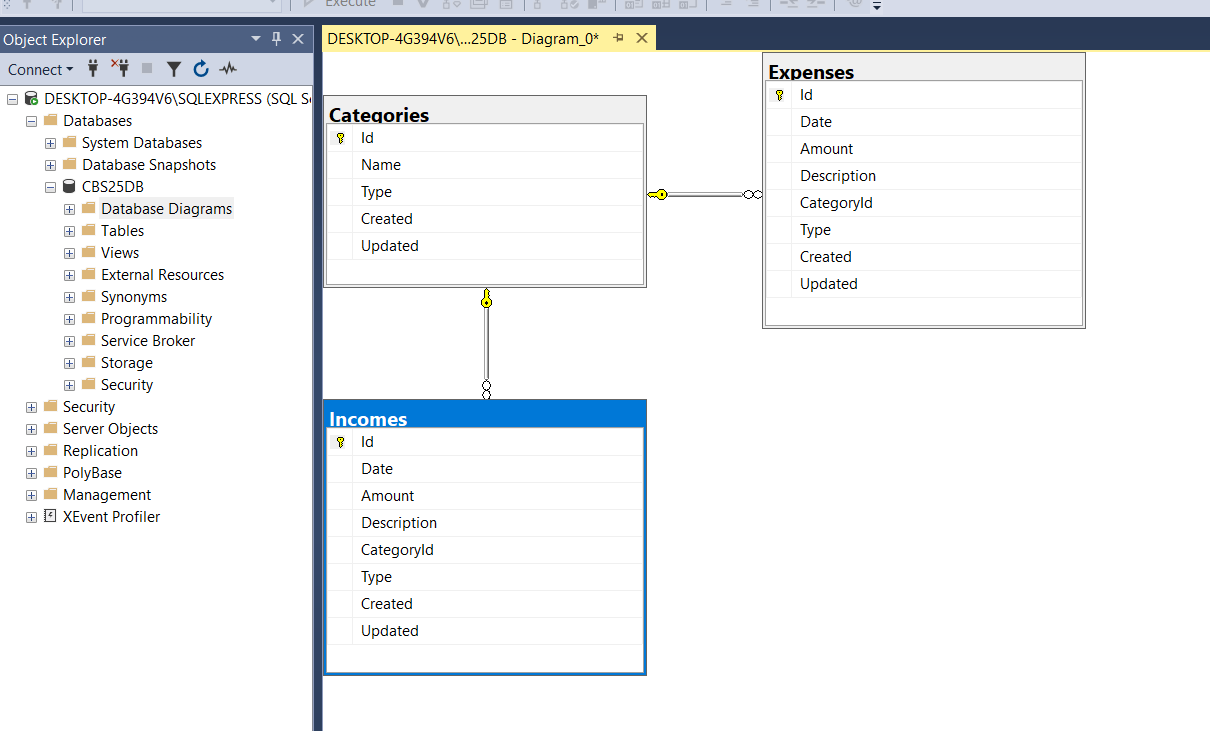 Execute
Object Explorer
Connect
DESKTOP-4G394V6\SQLEXPRESS (SQL Se
Databases
System Databases
Database Snapshots
CBS25DB
Database Diagrams
Tables
Views
External Resources
Synonyms
Programmability
Service Broker
Storage
Security
Security
Server Objects
Replication
PolyBase
Management
XEvent Profiler
DESKTOP-4G394V6\...25DB - Diagram_0*
Categories
Id
Name
Type
Created
Updated
Expenses
Id
Date
Amount
Description
CategoryId
Type
Created
Updated
Incomes
Id
Date
Amount
Description
CategoryId
Type
Created
Updated